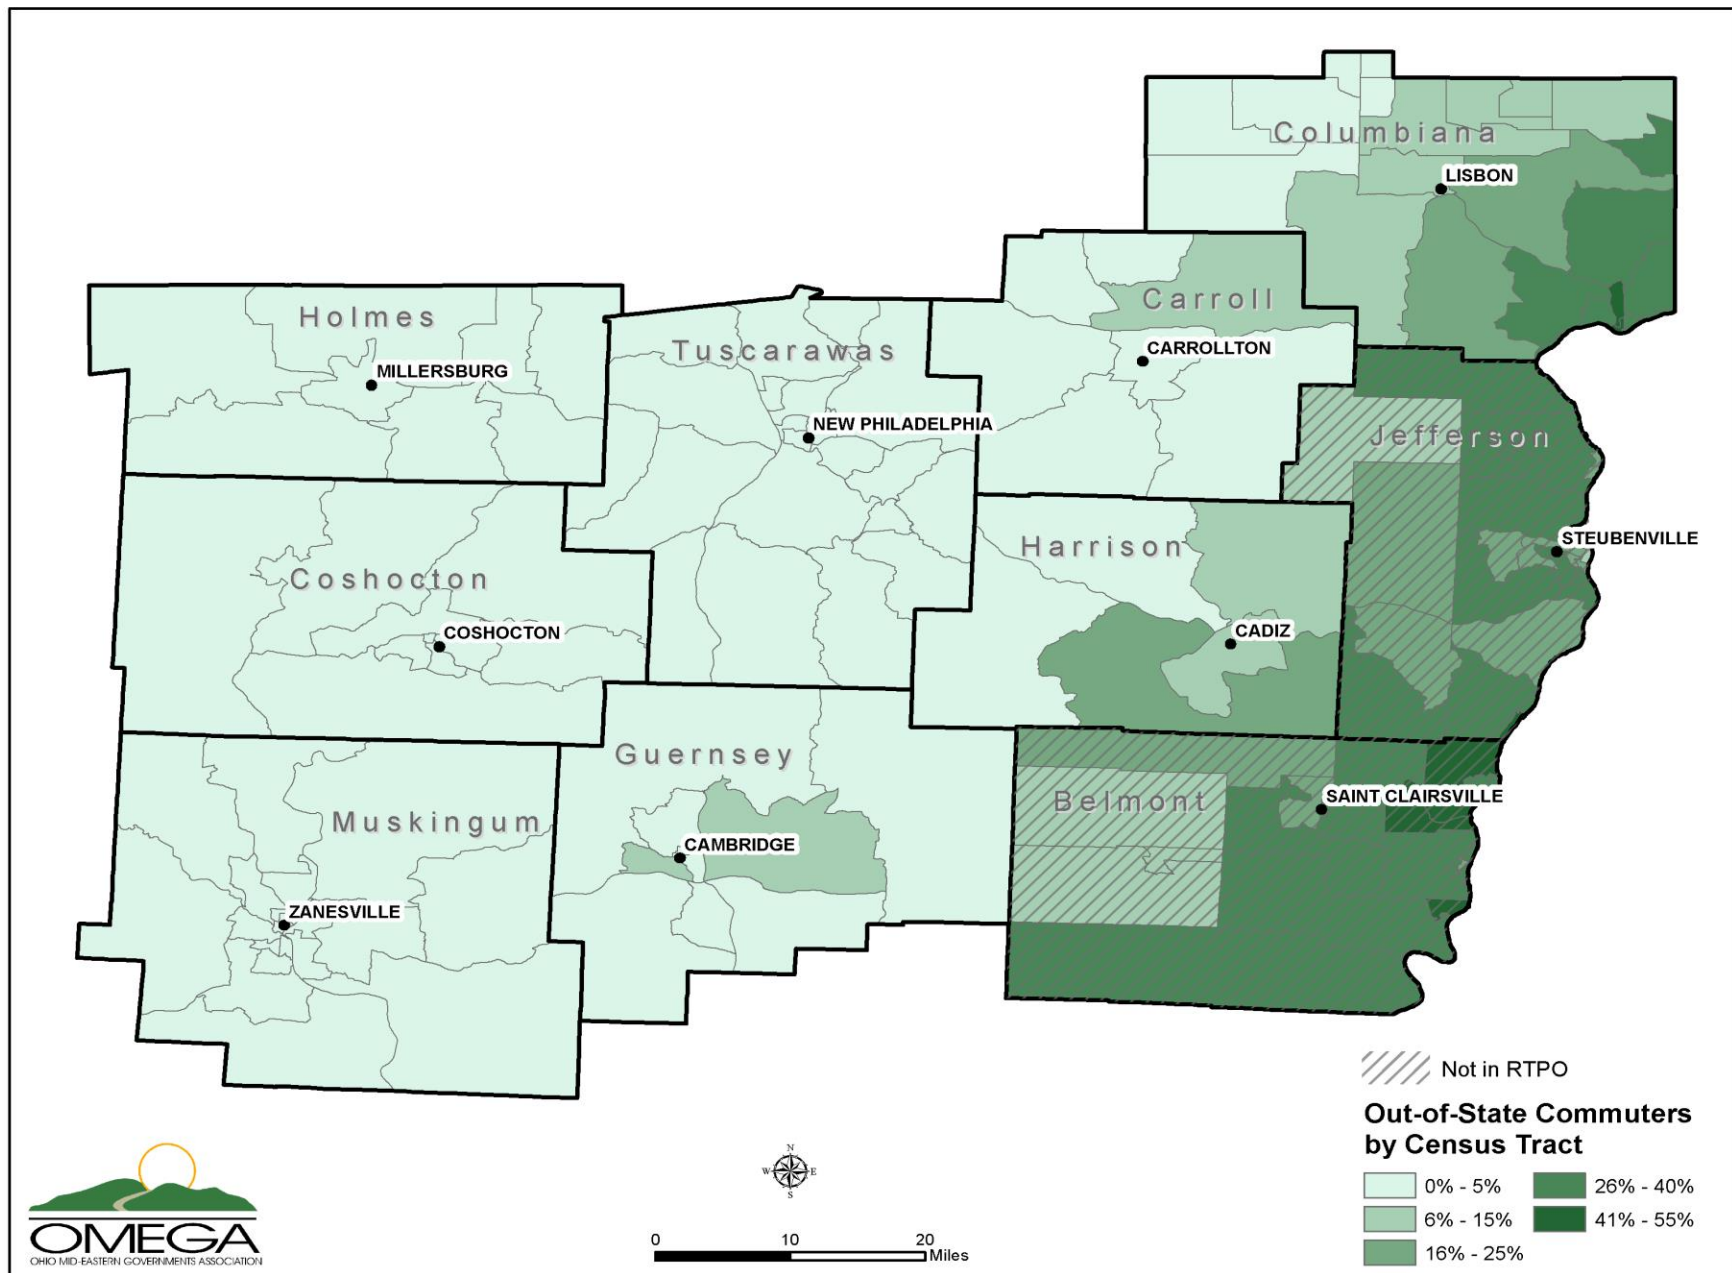 Columbiana
LISBON
Holmes
MILLERSBURG
Tuscarawas
NEW PHILADELPHIA
Carroll
CARROLLTON
Jefferson
STEUBENVILLE
Harrison
CADIZ
Coshocton
COSHOCTON
Guernsey
CAMBRIDGE
Belmont
SAINT CLAIRSVILLE
Muskingum
ZANESVILLE
Not in RTPO
Out-of-State Commuters
by Census Tract
0% - 5%
26% - 40%
6% - 15%
41% - 55%
16% - 25%
N
W E
S
0 10 20
Miles
OMEGA
OHIO MID-EASTERN GOVERNMENTS ASSOCIATION